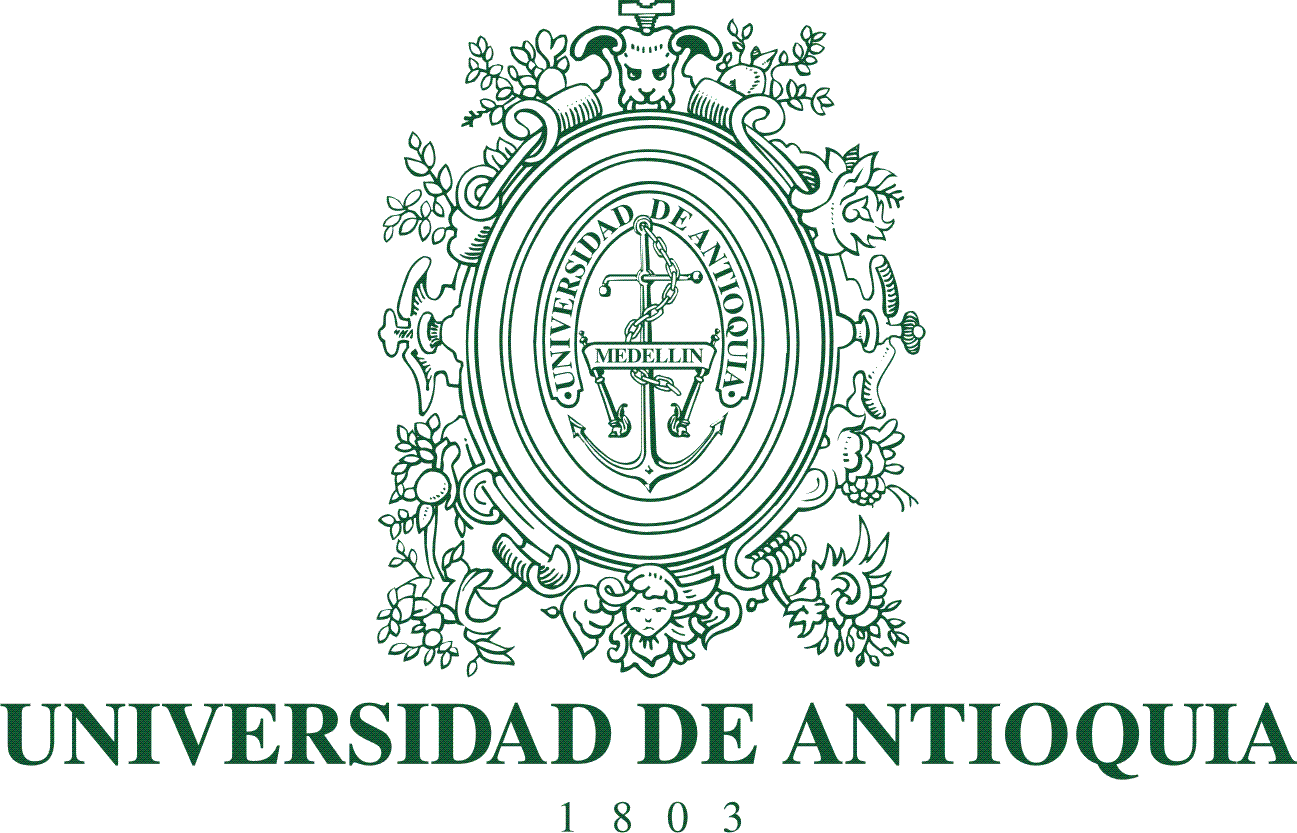 UNIVERSIDAD DE ANTIOQUIA
MEDELLIN
UNIVERSIDAD DE ANTIOQUIA
1803